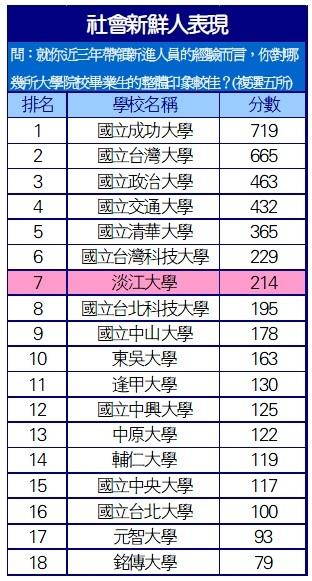 社會新鮮人表現
問：就你近三年帶領新進人員的經驗而言，你對哪
幾所大學院校畢業生的整體印象較佳？(複選五所)
排名 學校名稱 分數
1 國立成功大學 719
2 國立台灣大學 665
3 國立政治大學 463
4 國立交通大學 432
5 國立清華大學 365
6 國立台灣科技大學 229
7 淡江大學 214
8 國立台北科技大學 195
9 國立中山大學 178
10 東吳大學 163
11 逢甲大學 130
12 國立中興大學 125
13 中原大學 122
14 輔仁大學 119
15 國立中央大學 117
16 國立台北大學 100
17 元智大學 93
18 銘傳大學 79